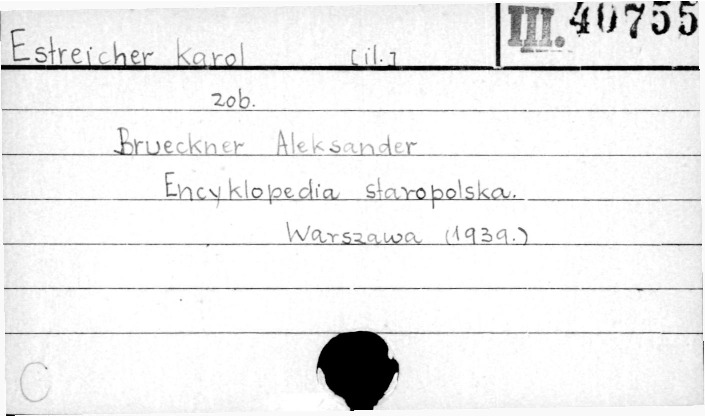 III. 40755
Estreicher Karol [il.]
zob.
Brueckner Aleksander
Encyklopedia staropolska.
Warszawa (1939.)
C